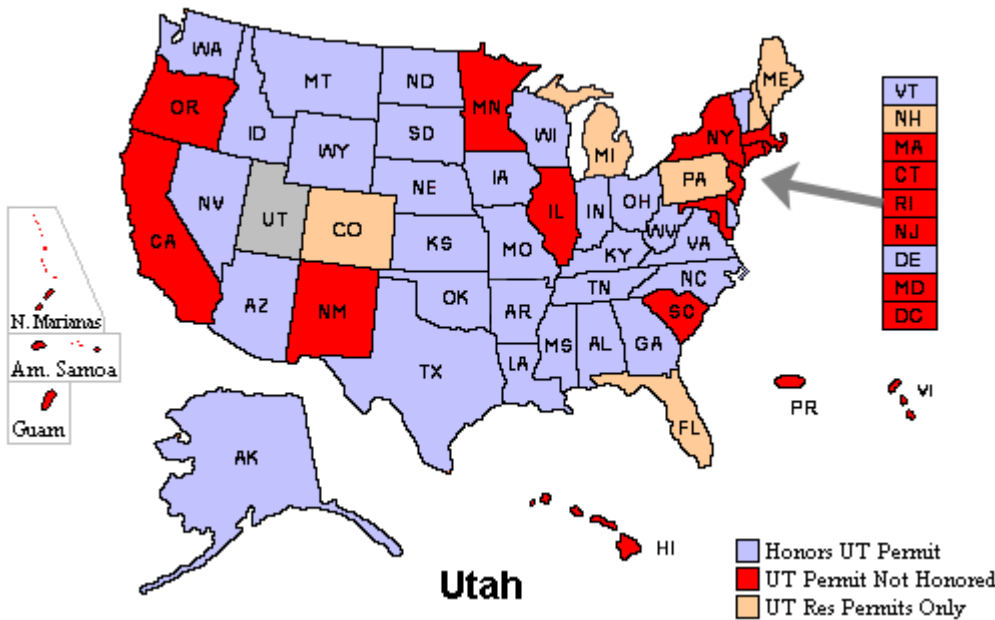 WA
MT
ND
MN
ME
OR
ID
SD
WI
NY
WY
MI
VT
NH
MA
CT
RI
NJ
DE
MD
DC
NV
UT
CO
NE
IA
IL
IN
OH
PA
CA
KS
MO
KY
WV
VA
AZ
NM
OK
AR
TN
NC
SC
TX
LA
MS
AL
GA
FL
N. Marianas
Am. Samoa
Guam
AK
HI
PR
VI
Utah
Honors UT Permit
UT Permit Not Honored
UT Res Permits Only